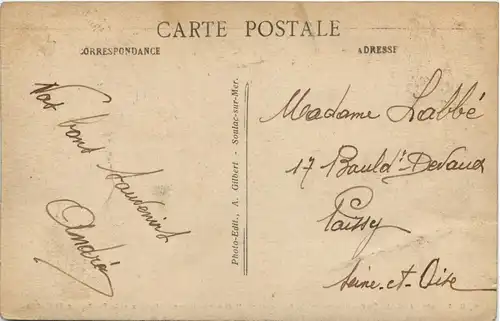 CARTE POSTALE
CORRESPONDANCE
ADRESSE
Nos bons Souvenirs
André
Photo-Edit., A. Gilbert - Soulac-sur-Mer.
Madame Labbé
17 Bould. Devaux
Poissy
Seine-et-Oise